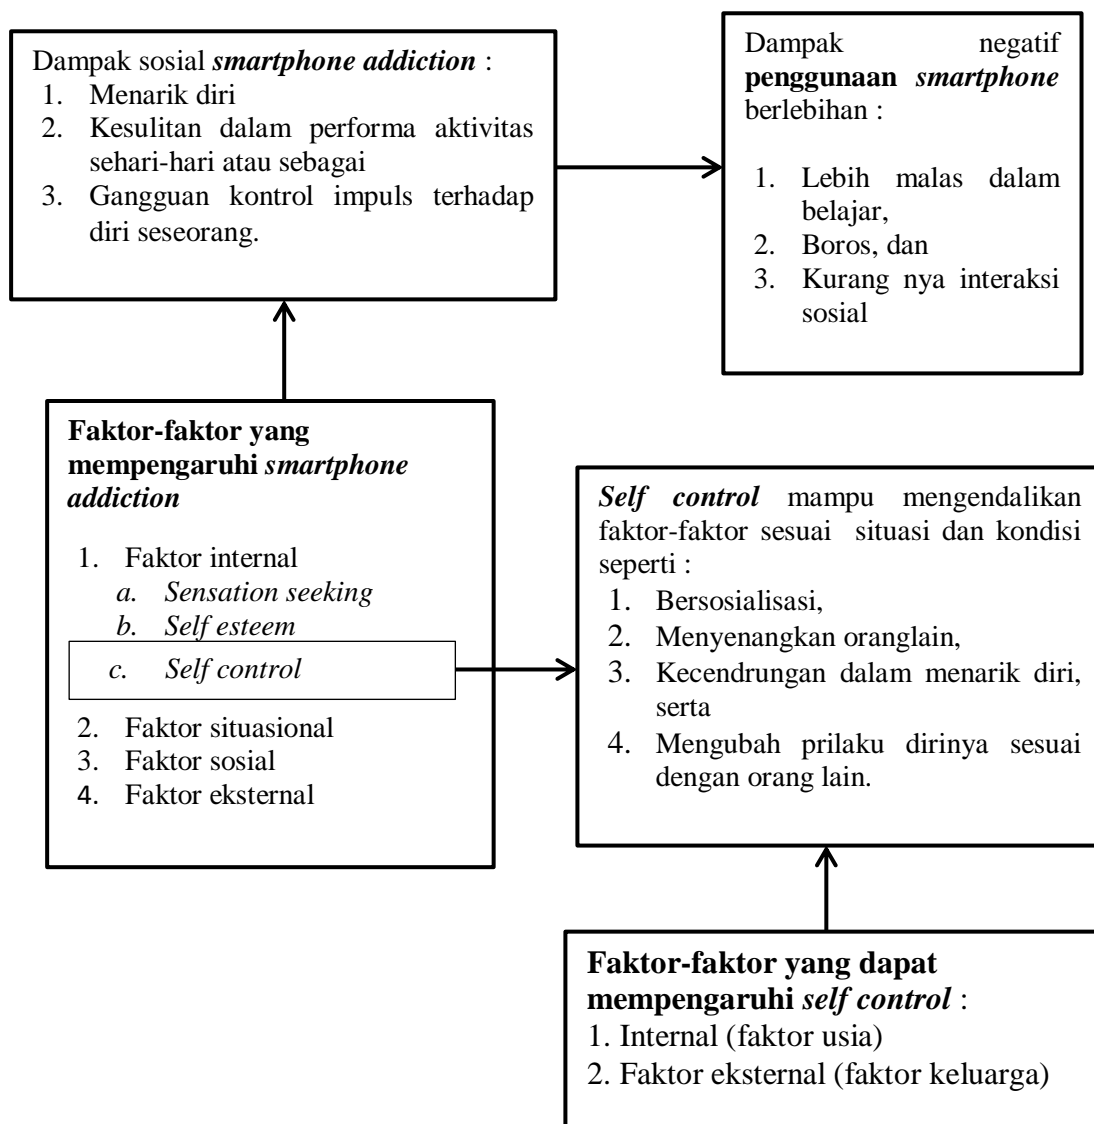 Dampak sosial smartphone addiction :
1. Menarik diri
2. Kesulitan dalam performa aktivitas
sehari-hari atau sebagai
3. Gangguan kontrol impuls terhadap
diri seseorang.
Dampak negatif
penggunaan smartphone
berlebihan :
1. Lebih malas dalam
belajar,
2. Boros, dan
3. Kurang nya interaksi
sosial
Faktor-faktor yang
mempengaruhi smartphone
addiction
1. Faktor internal
a. Sensation seeking
b. Self esteem
c. Self control
2. Faktor situasional
3. Faktor sosial
4. Faktor eksternal
Self control mampu mengendalikan
faktor-faktor sesuai situasi dan kondisi
seperti :
1. Bersosialisasi,
2. Menyenangkan oranglain,
3. Kecendrungan dalam menarik diri,
serta
4. Mengubah prilaku dirinya sesuai
dengan orang lain.
Faktor-faktor yang dapat
mempengaruhi self control :
1. Internal (faktor usia)
2. Faktor eksternal (faktor keluarga)